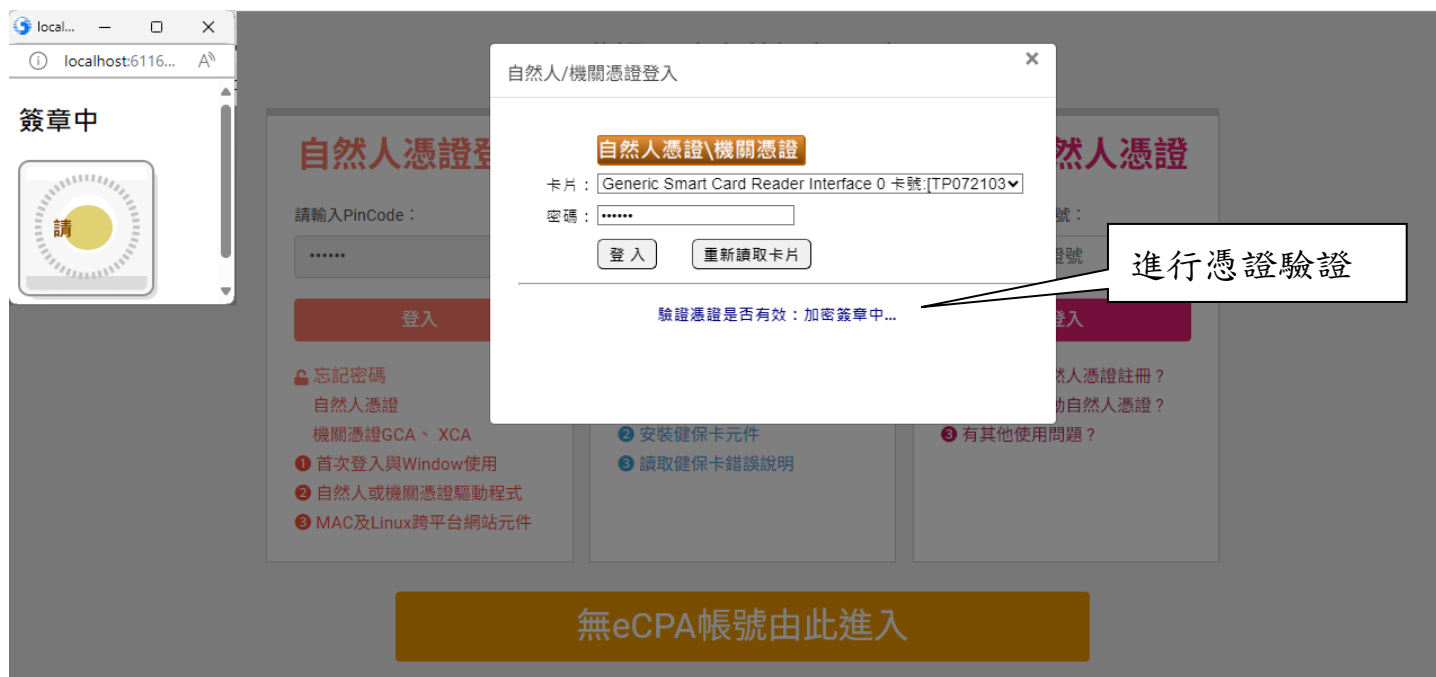 local...
localhost:6116...
簽章中
請
自然人/機關憑證登入
×
自然人憑證\機關憑證
卡片：
Generic Smart Card Reader Interface 0 卡號:[TP072103
密碼：
••••••
登 入
重新讀取卡片
驗證憑證是否有效：加密簽章中...
進行憑證驗證
自然人憑證
請輸入PinCode：
••••••
登入
忘記密碼
自然人憑證
機關憑證GCA、 XCA
❶ 首次登入與Window使用
❷ 自然人或機關憑證驅動程式
❸ MAC及Linux跨平台網站元件
❷ 安裝健保卡元件
❸ 讀取健保卡錯誤說明
然人憑證
號：
證號
登入
然人憑證註冊？
動自然人憑證？
❸ 有其他使用問題？
無eCPA帳號由此進入